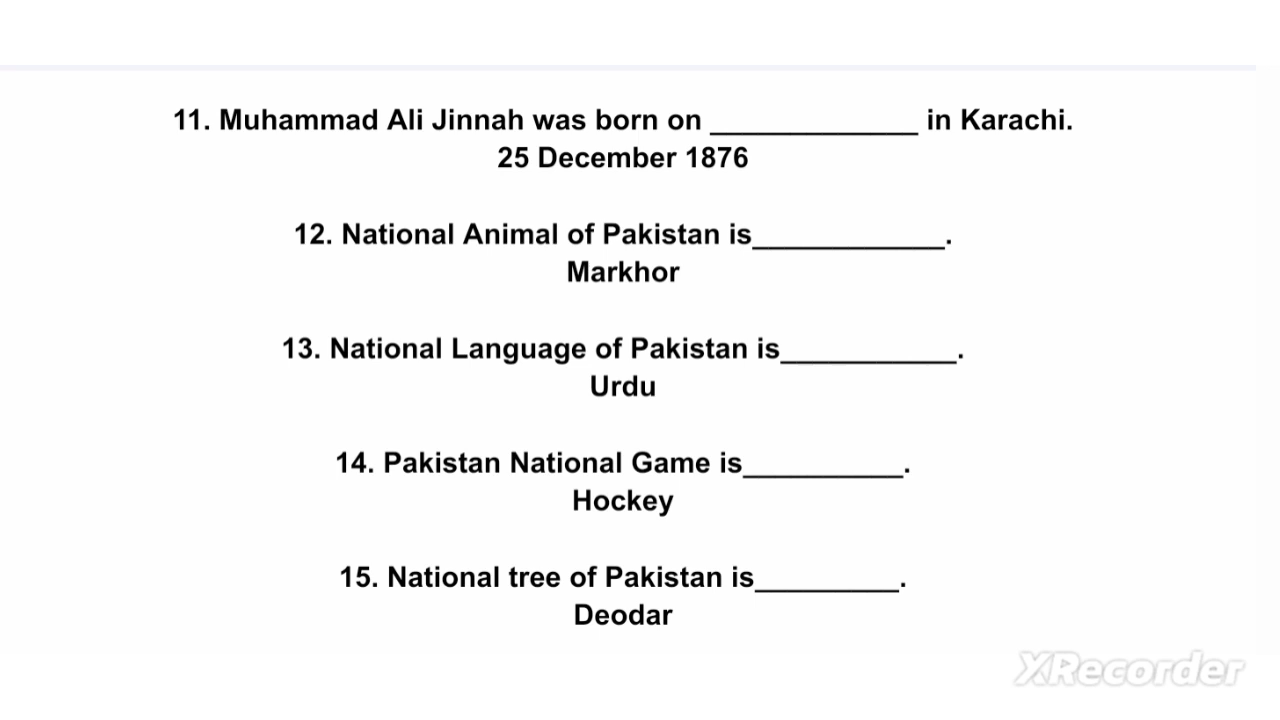 11. Muhammad Ali Jinnah was born on _____________ in Karachi.
25 December 1876
12. National Animal of Pakistan is____________.
Markhor
13. National Language of Pakistan is___________.
Urdu
14. Pakistan National Game is__________.
Hockey
15. National tree of Pakistan is_________.
Deodar
XRecorder